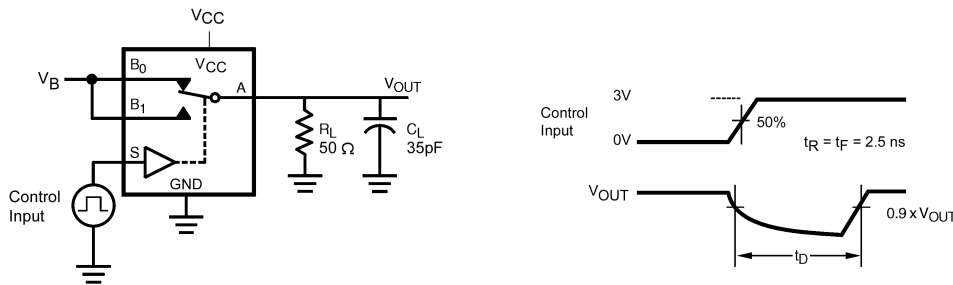 VCC
VCC
VB
B0
B1
A
VOUT
S
GND
RL
50 Ω
CL
35pF
Control
Input
Control
Input
3V
0V
50%
tR = tF = 2.5 ns
VOUT
0.9 x VOUT
tD